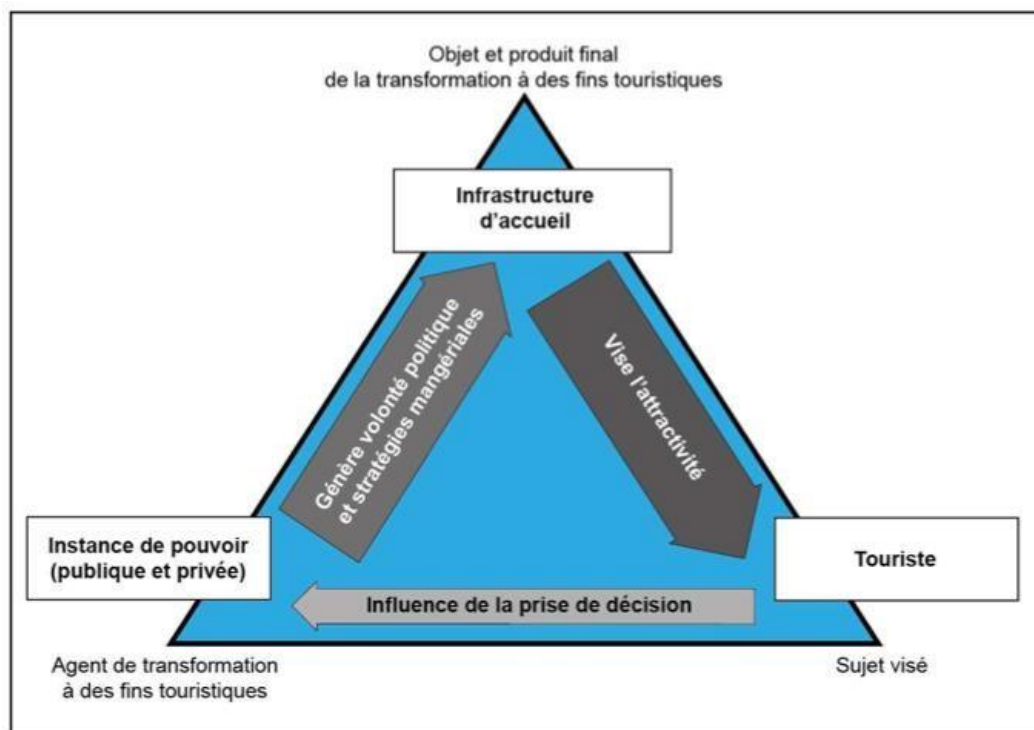 Objet et produit final
de la transformation à des fins touristiques
Infrastructure
d'accueil
Génère volonté politique
et stratégies mangériales
Vise l'attractivité
Instance de pouvoir
(publique et privée)
Touriste
Influence de la prise de décision
Agent de transformation
à des fins touristiques
Sujet visé